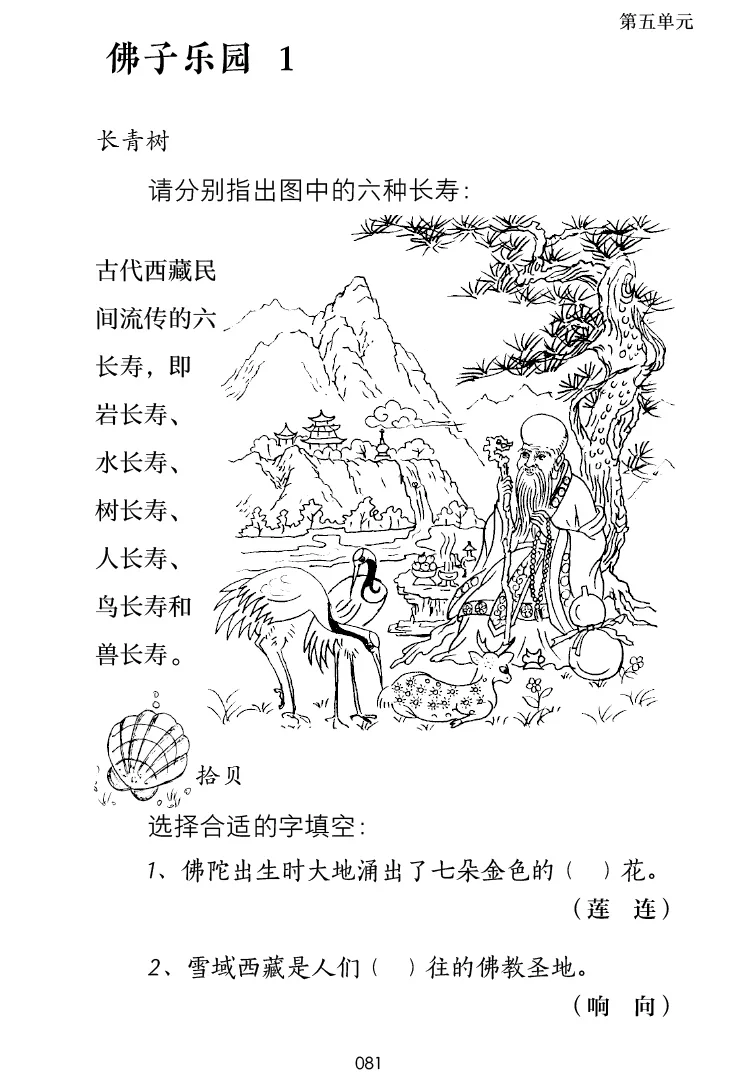 第五单元
佛子乐园 1
长青树
请分别指出图中的六种长寿：
古代西藏民
间流传的六
长寿，即
岩长寿、
水长寿、
树长寿、
人长寿、
鸟长寿和
兽长寿。
拾贝
选择合适的字填空：
1、佛陀出生时大地涌出了七朵金色的（　）花。
（莲　连）
2、雪域西藏是人们（　）往的佛教圣地。
（响　向）
081